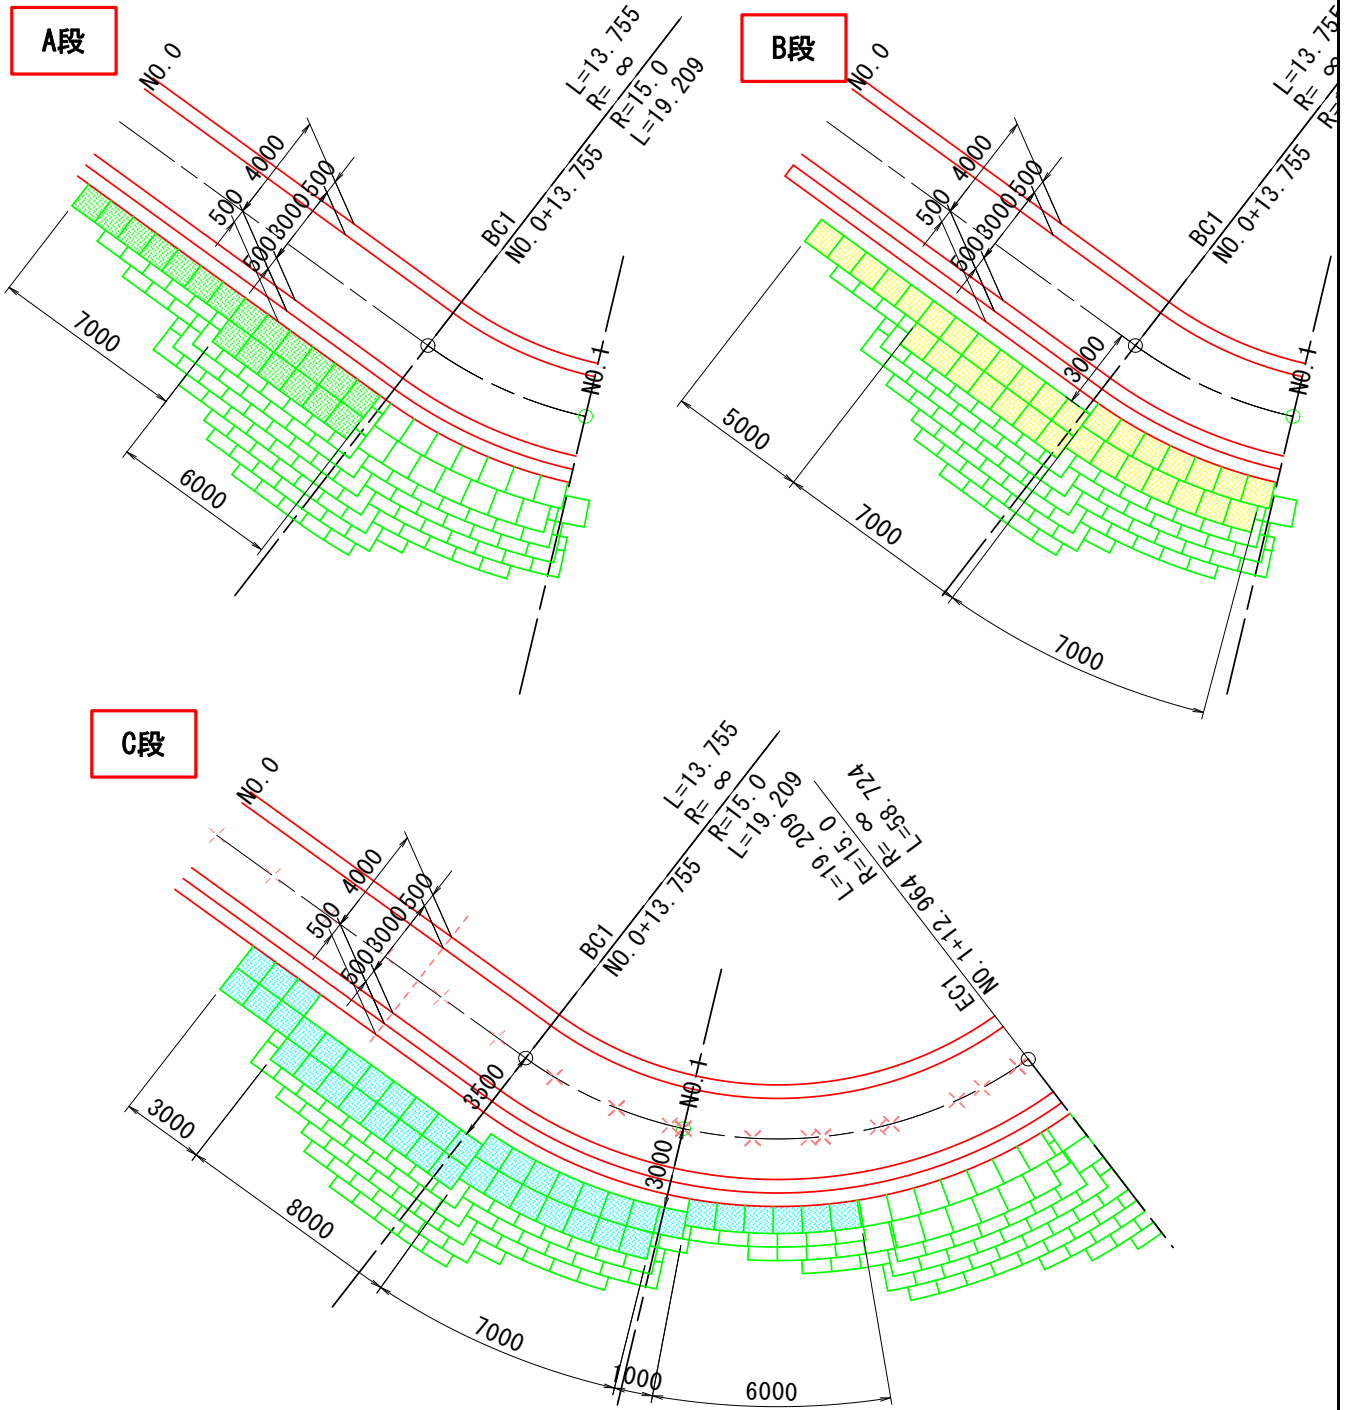 A段
NO. 0
L=13. 755
R= ∞
R=15. 0
L=19. 209
BC1
NO. 0+13. 755
4000
500
3000
500
500
NO. 1
7000
6000
B段
NO. 0
L=13. 755
R= ∞
BC1
NO. 0+13. 755
4000
500
3000
500
500
3000
NO. 1
5000
7000
7000
C段
NO. 0
L=13. 755
R= ∞
R=15. 0
L=19. 209
BC1
NO. 0+13. 755
L=19. 209
R=15. 0
R= ∞
L=58. 724
EC1
NO. 1+12. 964
4000
500
3000
500
500
3500
3000
NO. 1
3000
8000
7000
1000
6000